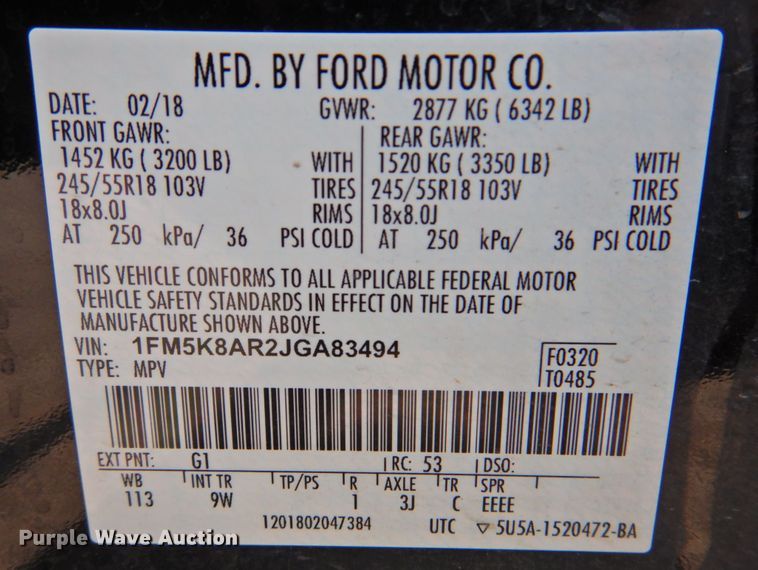 MFD. BY FORD MOTOR CO.
DATE: 02/18 GVWR: 2877 KG ( 6342 LB)
FRONT GAWR: REAR GAWR:
1452 KG ( 3200 LB) WITH 1520 KG ( 3350 LB) WITH
245/55R18 103V TIRES 245/55R18 103V TIRES
18x8.0J RIMS 18x8.0J RIMS
AT 250 kPa/ 36 PSI COLD AT 250 kPa/ 36 PSI COLD
THIS VEHICLE CONFORMS TO ALL APPLICABLE FEDERAL MOTOR
VEHICLE SAFETY STANDARDS IN EFFECT ON THE DATE OF
MANUFACTURE SHOWN ABOVE.
VIN: 1FM5K8AR2JGA83494 F0320
TYPE: MPV T0485
EXT PNT: G1 RC: 53 DSO:
WB INT TR TP/PS R AXLE TR SPR
113 9W 1 3J C EEEE
1201802047384 UTC ▽ 5U5A-1520472-BA
Purple Wave Auction